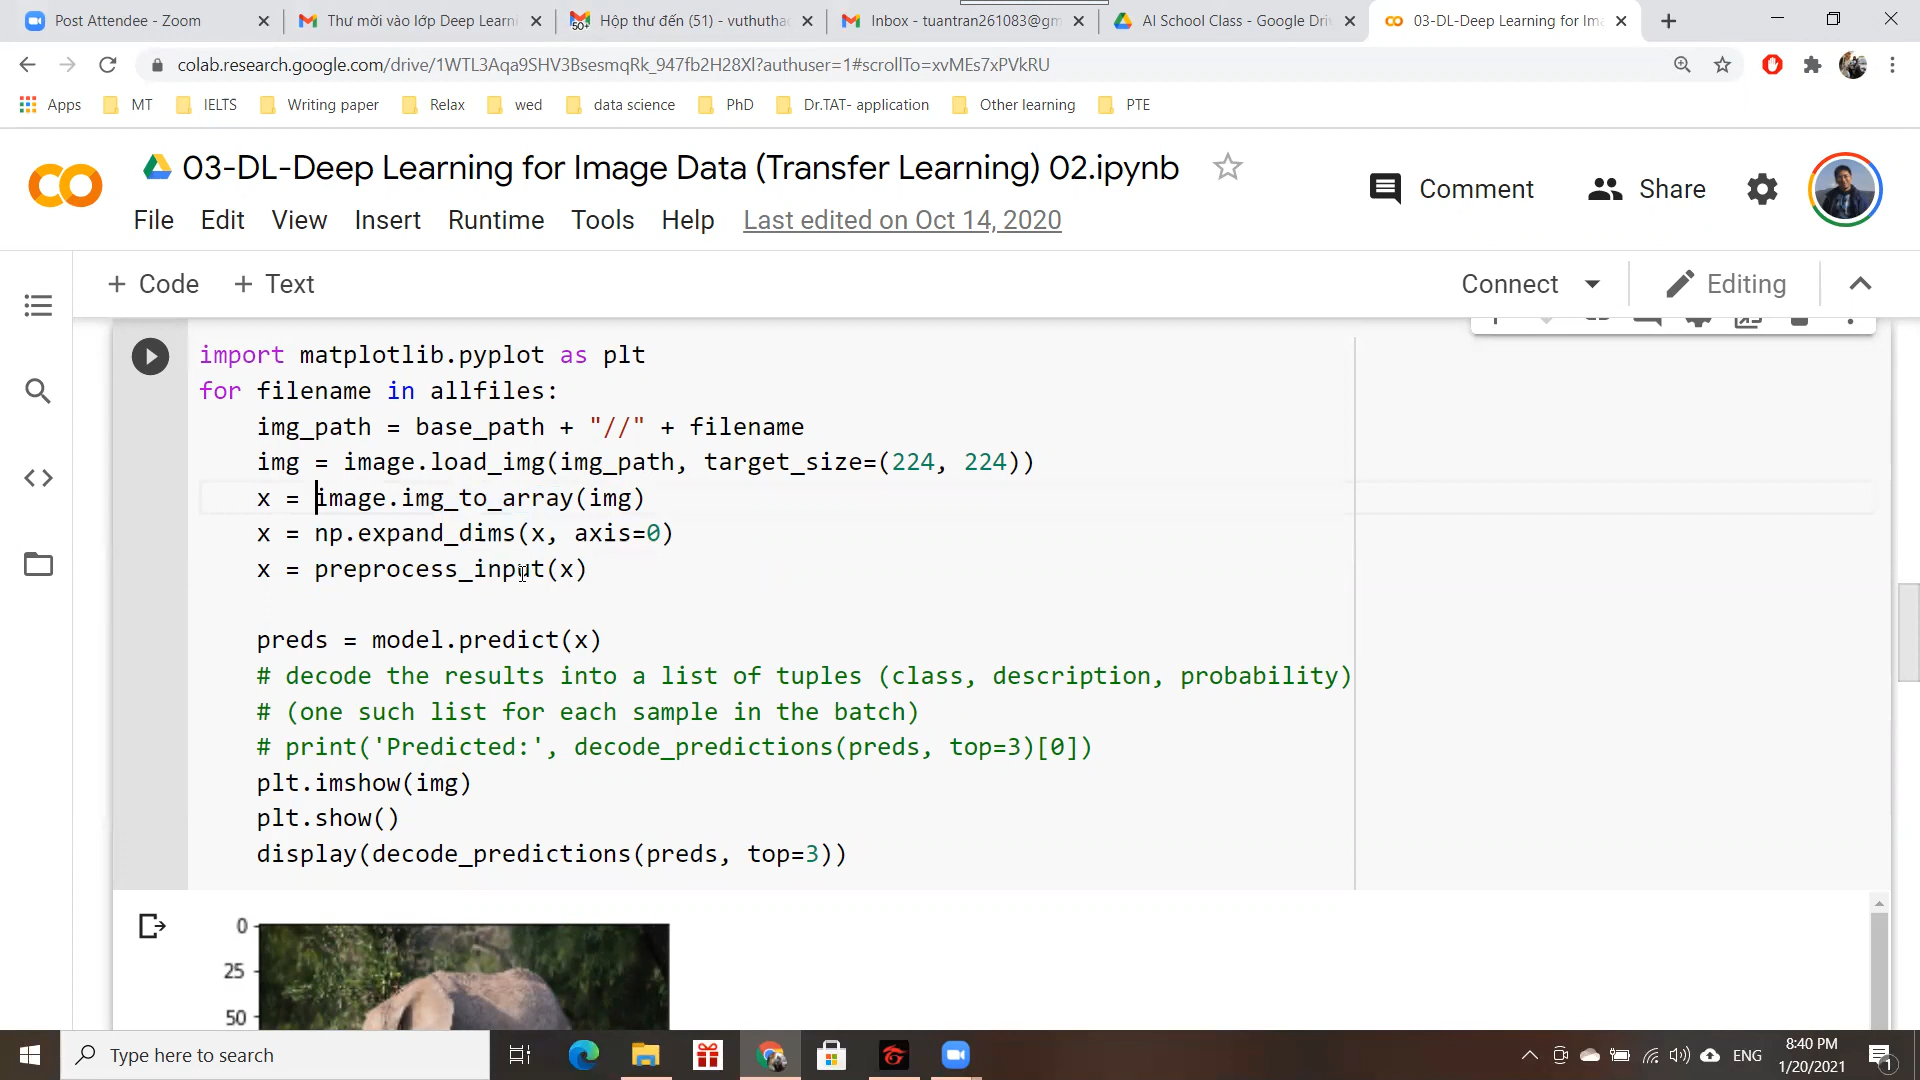 Post Attendee - Zoom
Thư mời vào lớp Deep Learni
Hộp thư đến (51) - vuthutha
Inbox - tuantran261083@gm
AI School Class - Google Dri
03-DL-Deep Learning for Ima
colab.research.google.com/drive/1WTL3Aqa9SHV3BsesmqRk_947fb2H28Xl?authuser=1#scrollTo=xvMEs7xPVkRU
Apps MT IELTS Writing paper Relax wed data science PhD Dr.TAT- application Other learning PTE
03-DL-Deep Learning for Image Data (Transfer Learning) 02.ipynb
Comment Share
File Edit View Insert Runtime Tools Help Last edited on Oct 14, 2020
+ Code + Text Connect Editing
import matplotlib.pyplot as plt
for filename in allfiles:
img_path = base_path + "//" + filename
img = image.load_img(img_path, target_size=(224, 224))
x = image.img_to_array(img)
x = np.expand_dims(x, axis=0)
x = preprocess_input(x)
preds = model.predict(x)
# decode the results into a list of tuples (class, description, probability)
# (one such list for each sample in the batch)
# print('Predicted:', decode_predictions(preds, top=3)[0])
plt.imshow(img)
plt.show()
display(decode_predictions(preds, top=3))
0
25
50
Type here to search
ENG
8:40 PM
1/20/2021
1